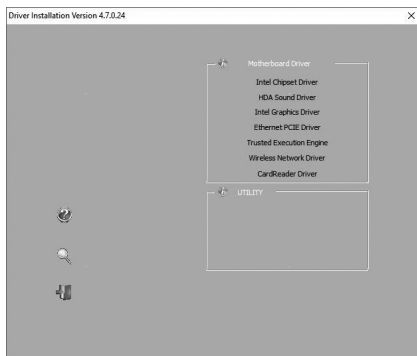 Driver Installation Version 4.7.0.24
Motherboard Driver
Intel Chipset Driver
HDA Sound Driver
Intel Graphics Driver
Ethernet PCIE Driver
Trusted Execution Engine
Wireless Network Driver
CardReader Driver
UTILITY